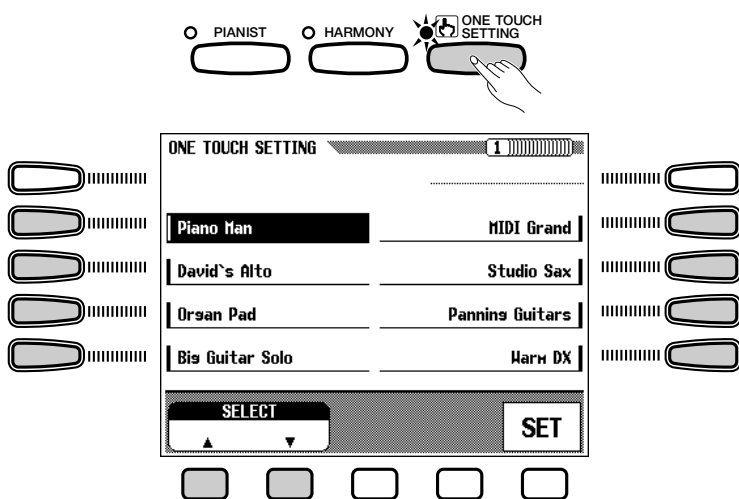 PIANIST
HARMONY
ONE TOUCH
SETTING
ONE TOUCH SETTING
1
Piano Man
MIDI Grand
David`s Alto
Studio Sax
Organ Pad
Panning Guitars
Big Guitar Solo
Warm DX
SELECT
▲ ▼
SET